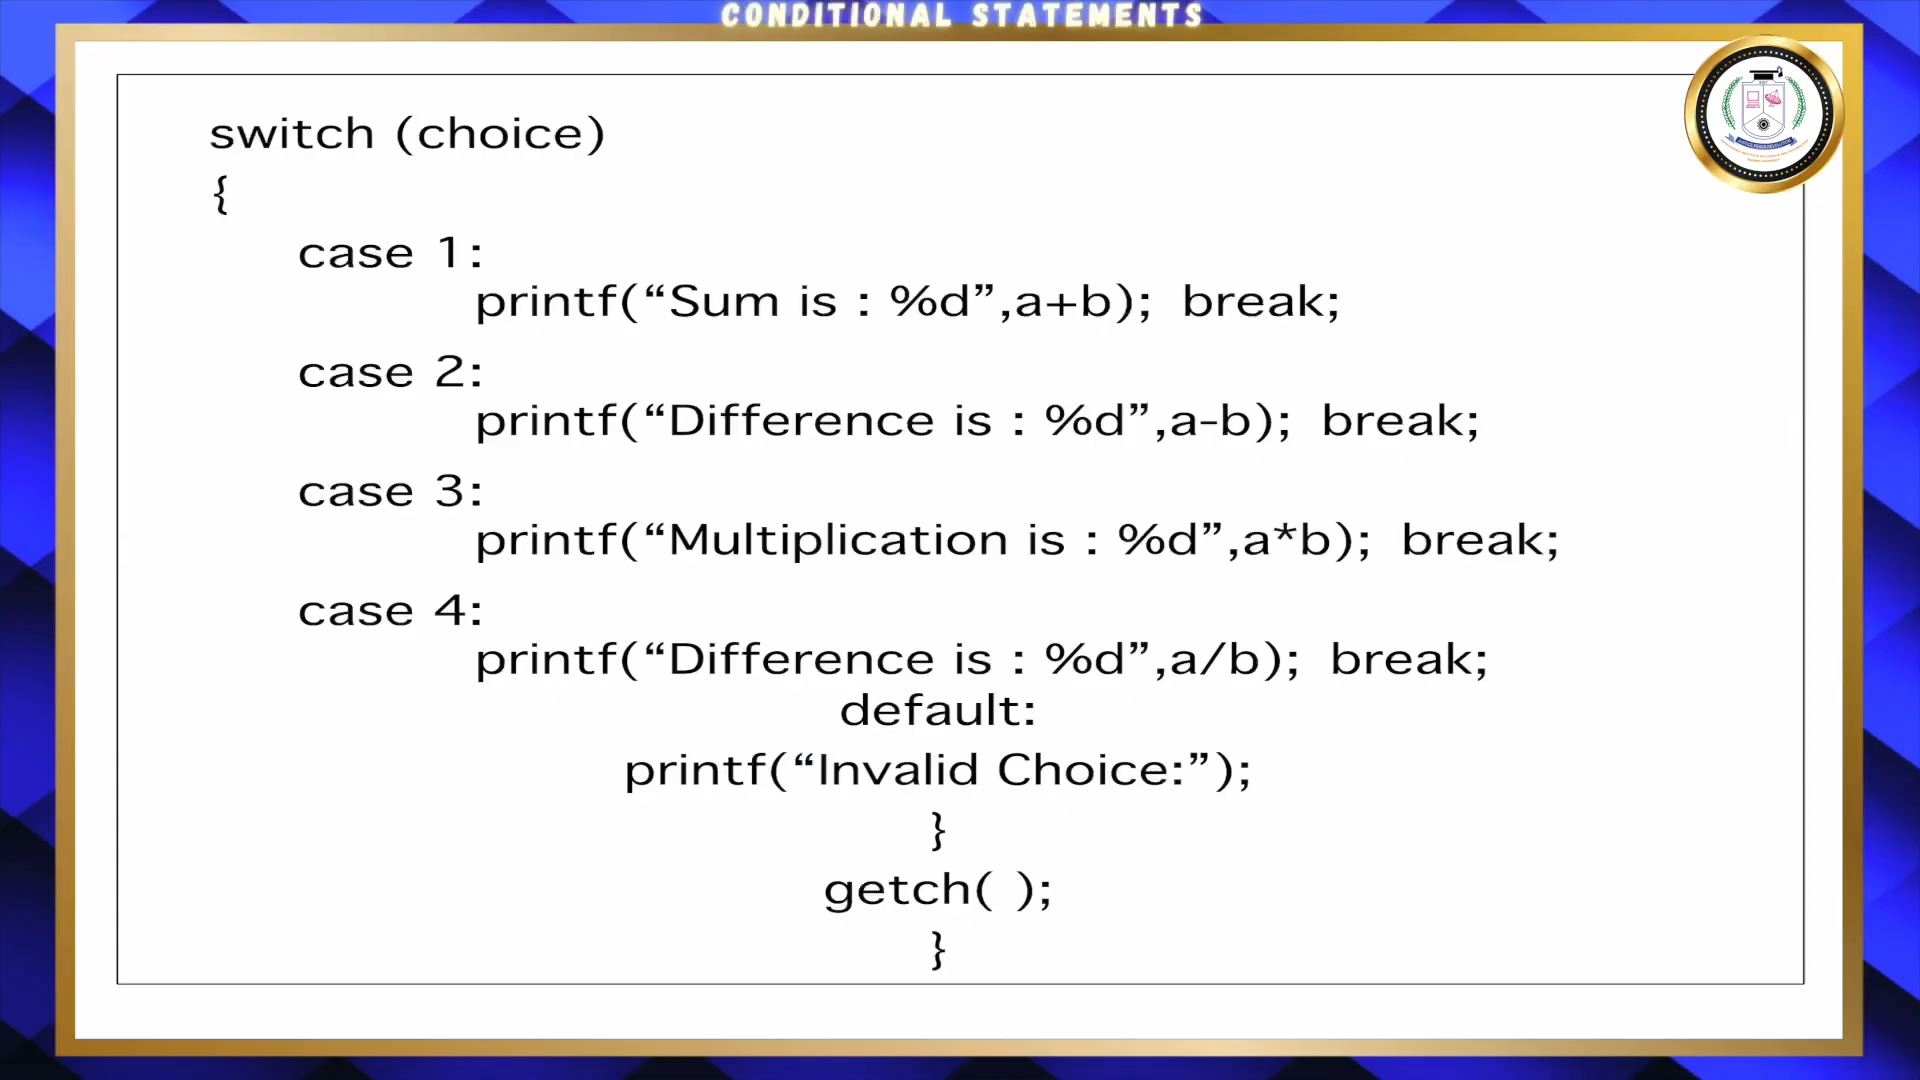 CONDITIONAL STATEMENTS
switch (choice)
{
case 1:
printf(“Sum is : %d”,a+b); break;
case 2:
printf(“Difference is : %d”,a-b); break;
case 3:
printf(“Multiplication is : %d”,a*b); break;
case 4:
printf(“Difference is : %d”,a/b); break;
default:
printf(“Invalid Choice:”);
}
getch( );
}